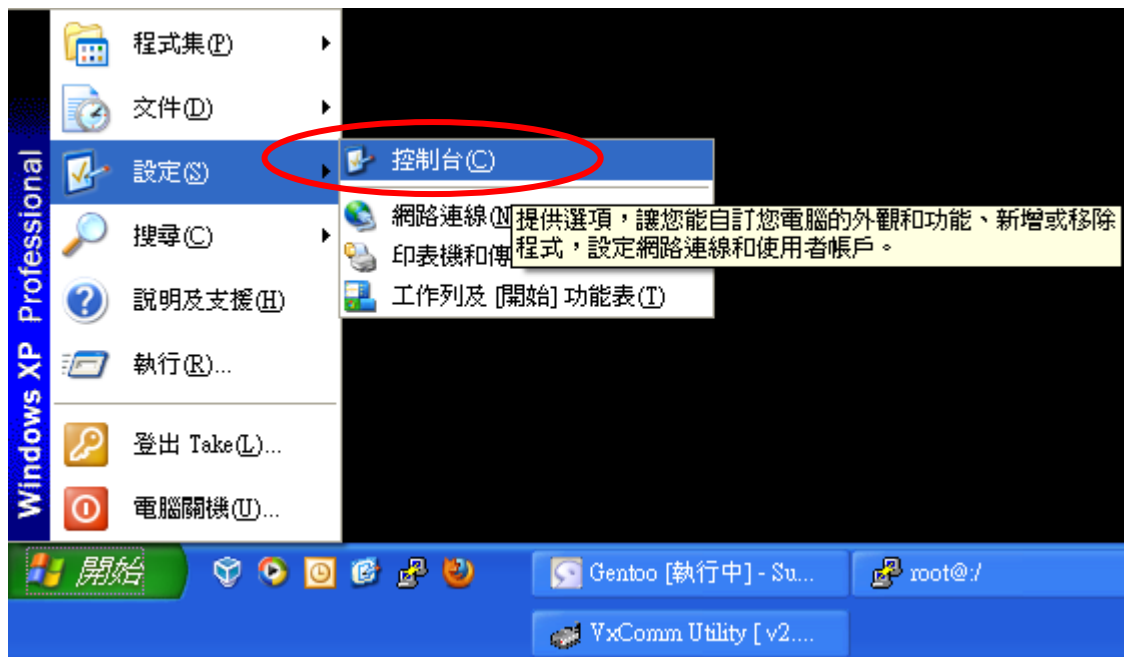 Windows XP Professional
程式集(P)
文件(D)
設定(S)
搜尋(C)
說明及支援(H)
執行(R)...
登出 Take(L)...
電腦關機(U)...
控制台(C)
網路連線(N
印表機和傳
工作列及 [開始] 功能表(T)
提供選項，讓您能自訂您電腦的外觀和功能、新增或移除
程式，設定網路連線和使用者帳戶。
開始
Gentoo [執行中] - Su...
root@:/
VxComm Utility [ v2....